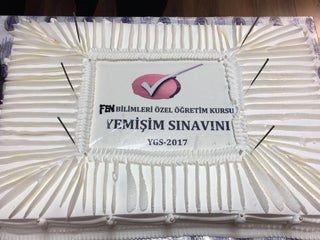 FEN BİLİMLERİ ÖZEL ÖĞRETİM KURSU
YEMİŞİM SINAVINI
YGS-2017